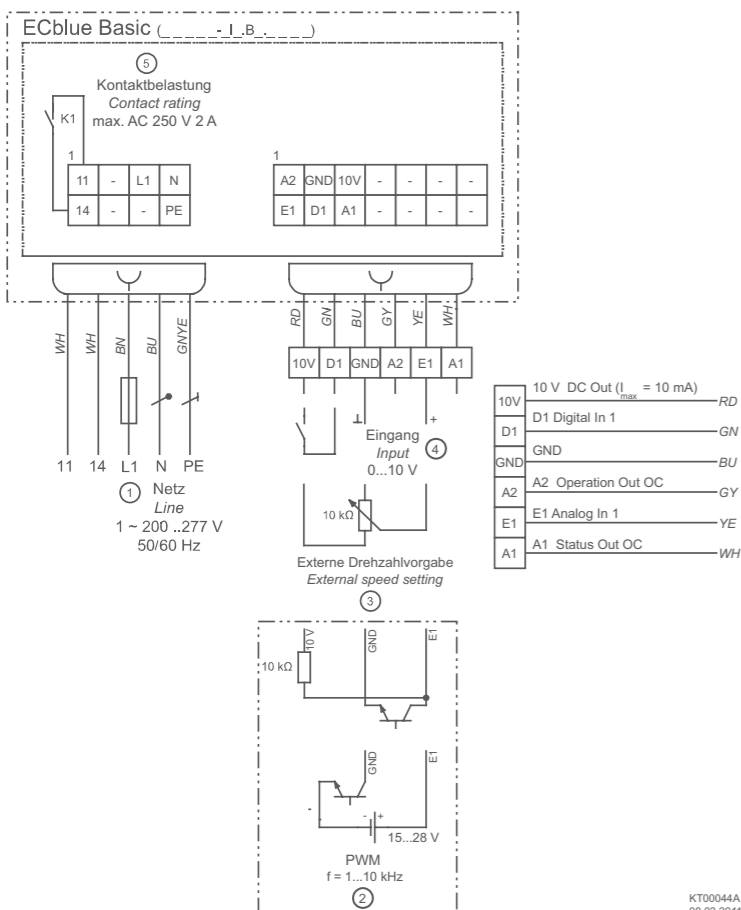 ECblue Basic (_ _ _ _ _-_I_.B_._ _ _ _)
5
Kontaktbelastung
Contact rating
max. AC 250 V 2 A
K1
1
11 - L1 N
14 - - PE
1
A2 GND 10V - - - -
E1 D1 A1 - - - -
WH WH BN BU GNYE
RD GN BU GY YE WH
10V D1 GND A2 E1 A1
11 14 L1 N PE
1 Netz
Line
1 ~ 200 ..277 V
50/60 Hz
⊥ +
Eingang
Input 4
0...10 V
10 kΩ
Externe Drehzahlvorgabe
External speed setting
3
10V 10 V DC Out (Imax = 10 mA) RD
D1 D1 Digital In 1 GN
GND GND BU
A2 A2 Operation Out OC GY
E1 E1 Analog In 1 YE
A1 A1 Status Out OC WH
10 V GND E1
10 kΩ
GND E1
- - +
15...28 V
PWM
f = 1...10 kHz
2
KT00044A